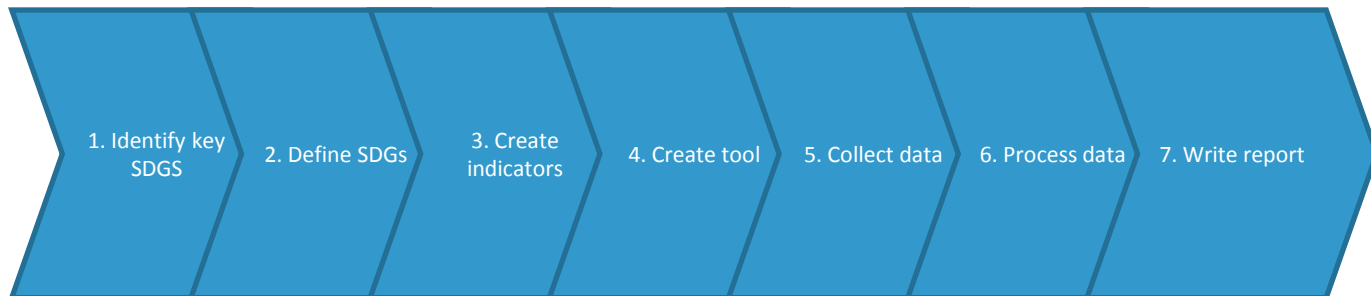 1. Identify key
SDGS
2. Define SDGs
3. Create
indicators
4. Create tool
5. Collect data
6. Process data
7. Write report